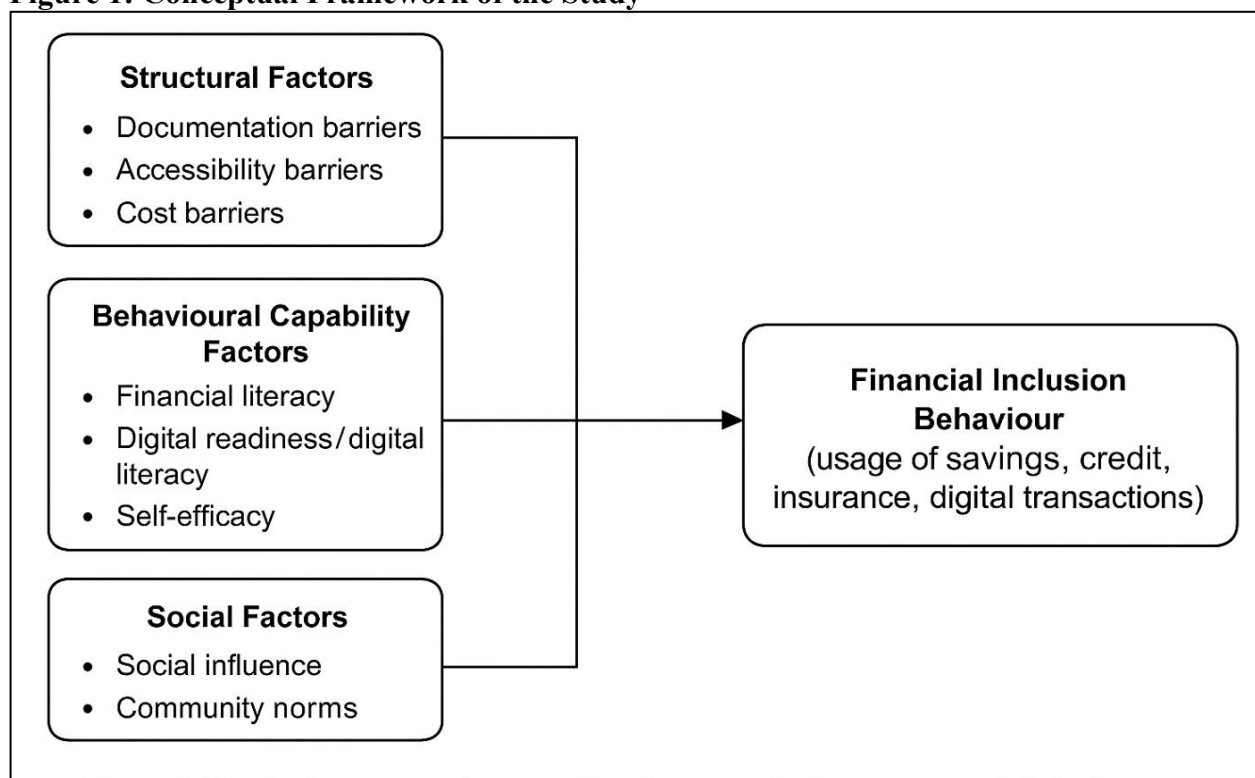 Figure 1: Conceptual Framework of the Study
Structural Factors
• Documentation barriers
• Accessibility barriers
• Cost barriers
Behavioural Capability
Factors
• Financial literacy
• Digital readiness/digital
literacy
• Self-efficacy
Social Factors
• Social influence
• Community norms
Financial Inclusion
Behaviour
(usage of savings, credit,
insurance, digital transactions)